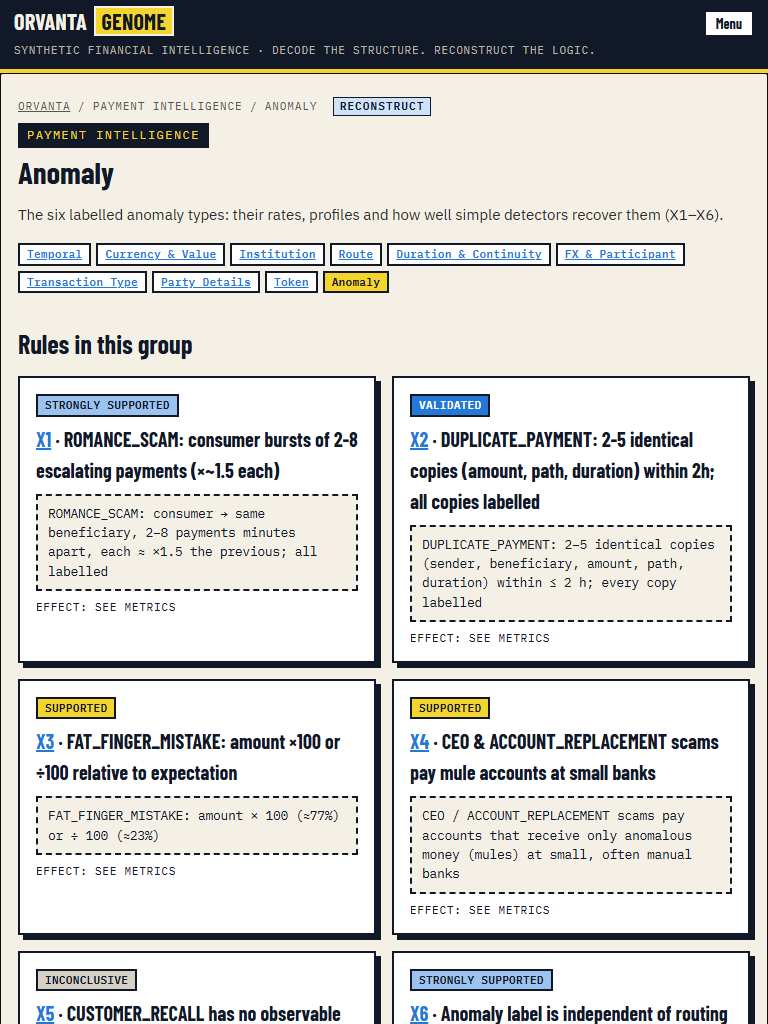 ORVANTA GENOME
Menu
SYNTHETIC FINANCIAL INTELLIGENCE · DECODE THE STRUCTURE. RECONSTRUCT THE LOGIC.
ORVANTA / PAYMENT INTELLIGENCE / ANOMALY RECONSTRUCT
PAYMENT INTELLIGENCE
Anomaly
The six labelled anomaly types: their rates, profiles and how well simple detectors recover them (X1–X6).
Temporal Currency & Value Institution Route Duration & Continuity FX & Participant
Transaction Type Party Details Token Anomaly
Rules in this group
STRONGLY SUPPORTED
X1 · ROMANCE_SCAM: consumer bursts of 2-8
escalating payments (×~1.5 each)
ROMANCE_SCAM: consumer → same
beneficiary, 2–8 payments minutes
apart, each ≈ ×1.5 the previous; all
labelled
EFFECT: SEE METRICS
VALIDATED
X2 · DUPLICATE_PAYMENT: 2-5 identical
copies (amount, path, duration) within 2h;
all copies labelled
DUPLICATE_PAYMENT: 2–5 identical copies
(sender, beneficiary, amount, path,
duration) within ≤ 2 h; every copy
labelled
EFFECT: SEE METRICS
SUPPORTED
X3 · FAT_FINGER_MISTAKE: amount ×100 or
÷100 relative to expectation
FAT_FINGER_MISTAKE: amount × 100 (≈77%)
or ÷ 100 (≈23%)
EFFECT: SEE METRICS
SUPPORTED
X4 · CEO & ACCOUNT_REPLACEMENT scams
pay mule accounts at small banks
CEO / ACCOUNT_REPLACEMENT scams pay
accounts that receive only anomalous
money (mules) at small, often manual
banks
EFFECT: SEE METRICS
INCONCLUSIVE
X5 · CUSTOMER_RECALL has no observable
STRONGLY SUPPORTED
X6 · Anomaly label is independent of routing